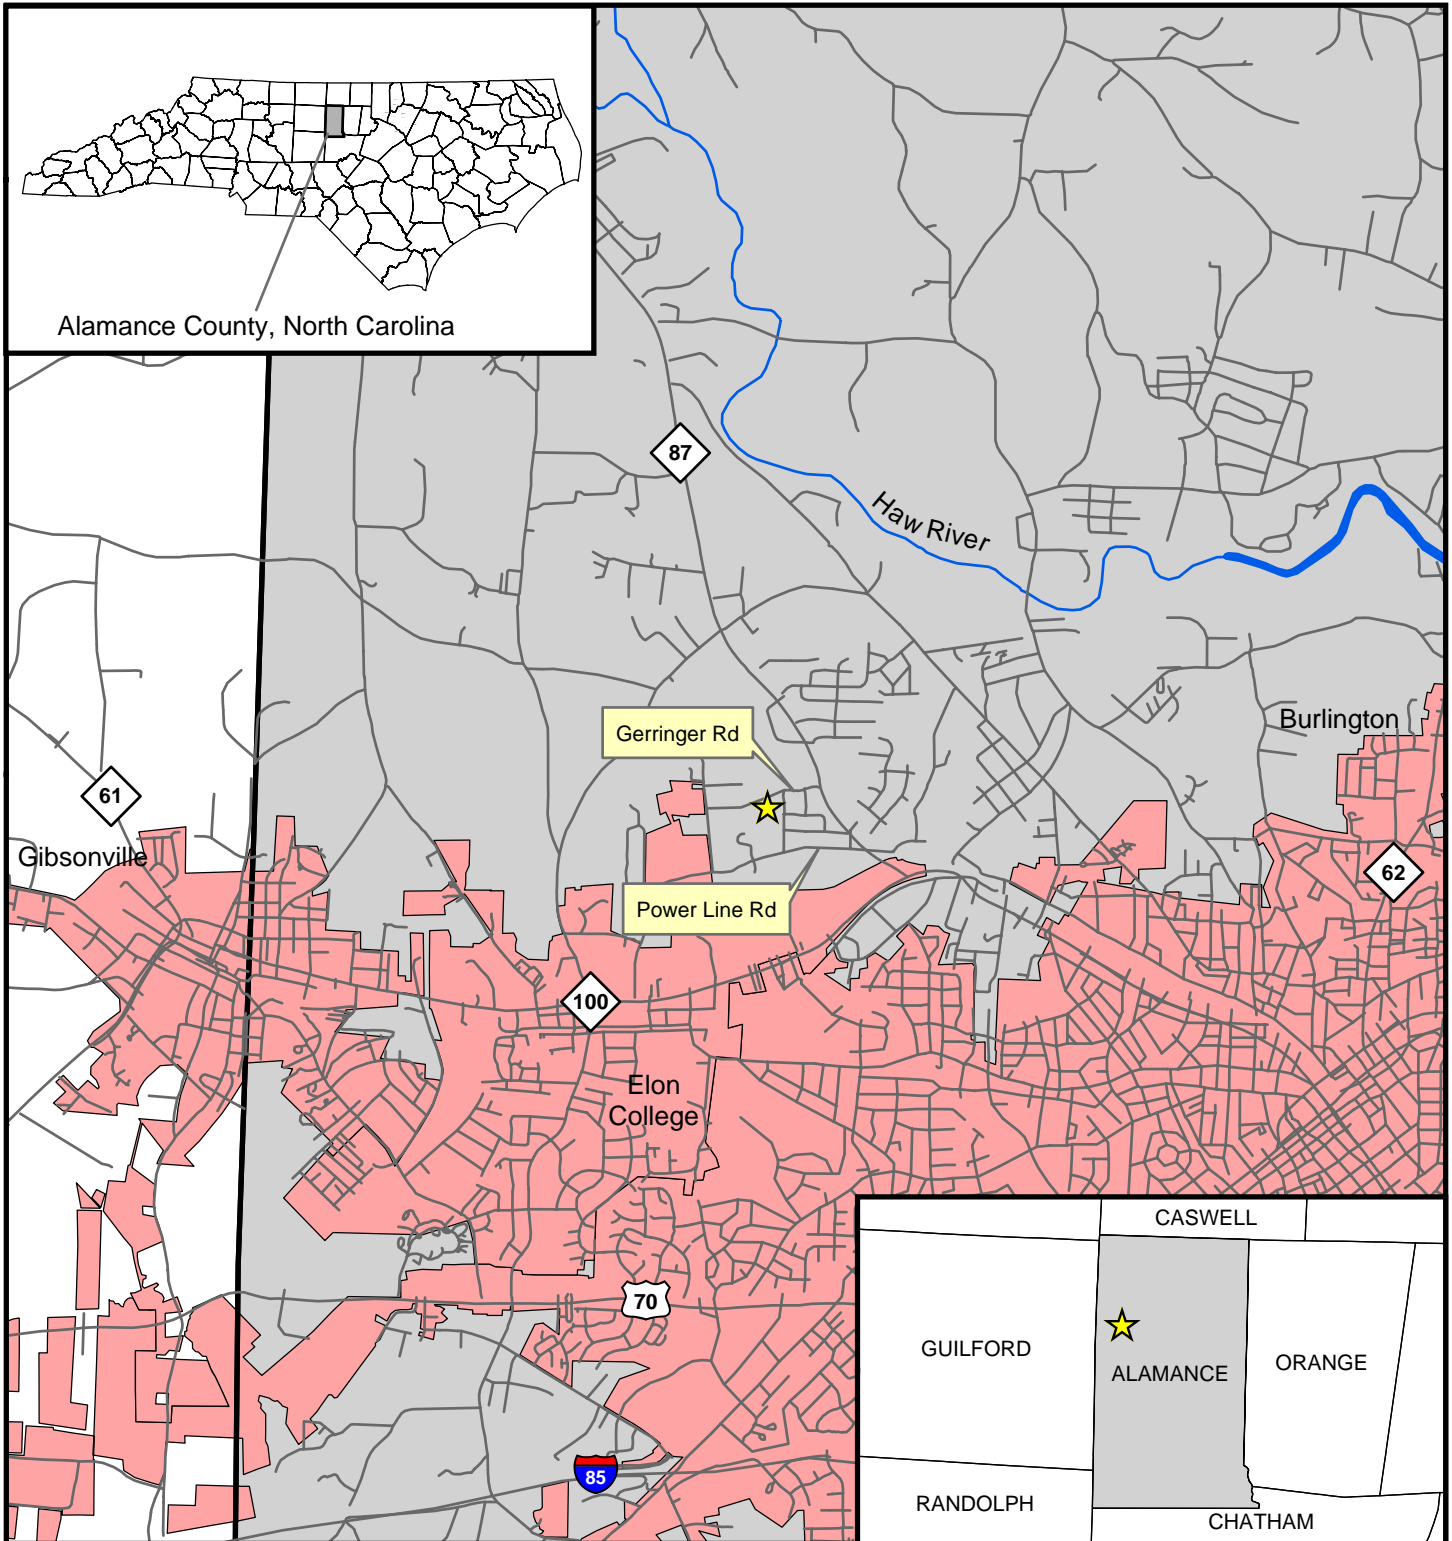 Alamance County, North Carolina
87
Haw River
Gerringer Rd
Burlington
61
Gibsonville
62
Power Line Rd
100
Elon
College
CASWELL
70
GUILFORD
ALAMANCE
ORANGE
85
RANDOLPH
CHATHAM